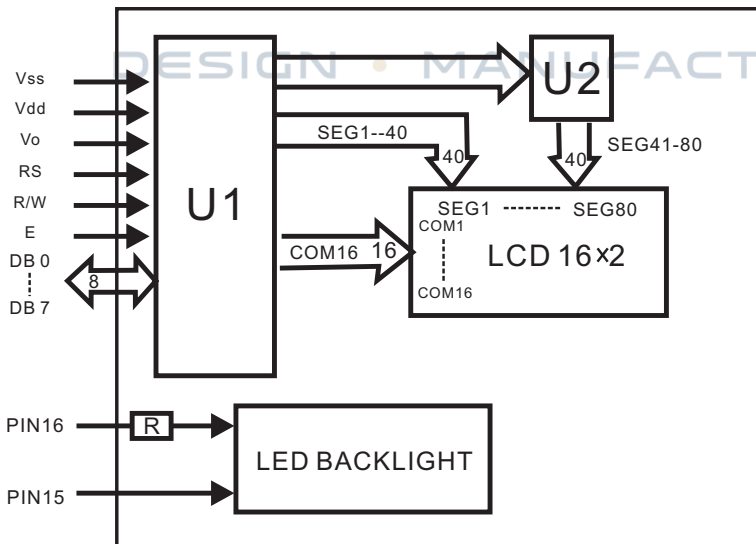 DESIGN • MANUFACT
Vss
Vdd
Vo
RS
R/W
E
DB 0
DB 7
8
U1
U2
SEG1--40
40
SEG41-80
40
SEG1 -------- SEG80
COM1
COM16
LCD 16×2
COM16 16
PIN16
R
PIN15
LED BACKLIGHT